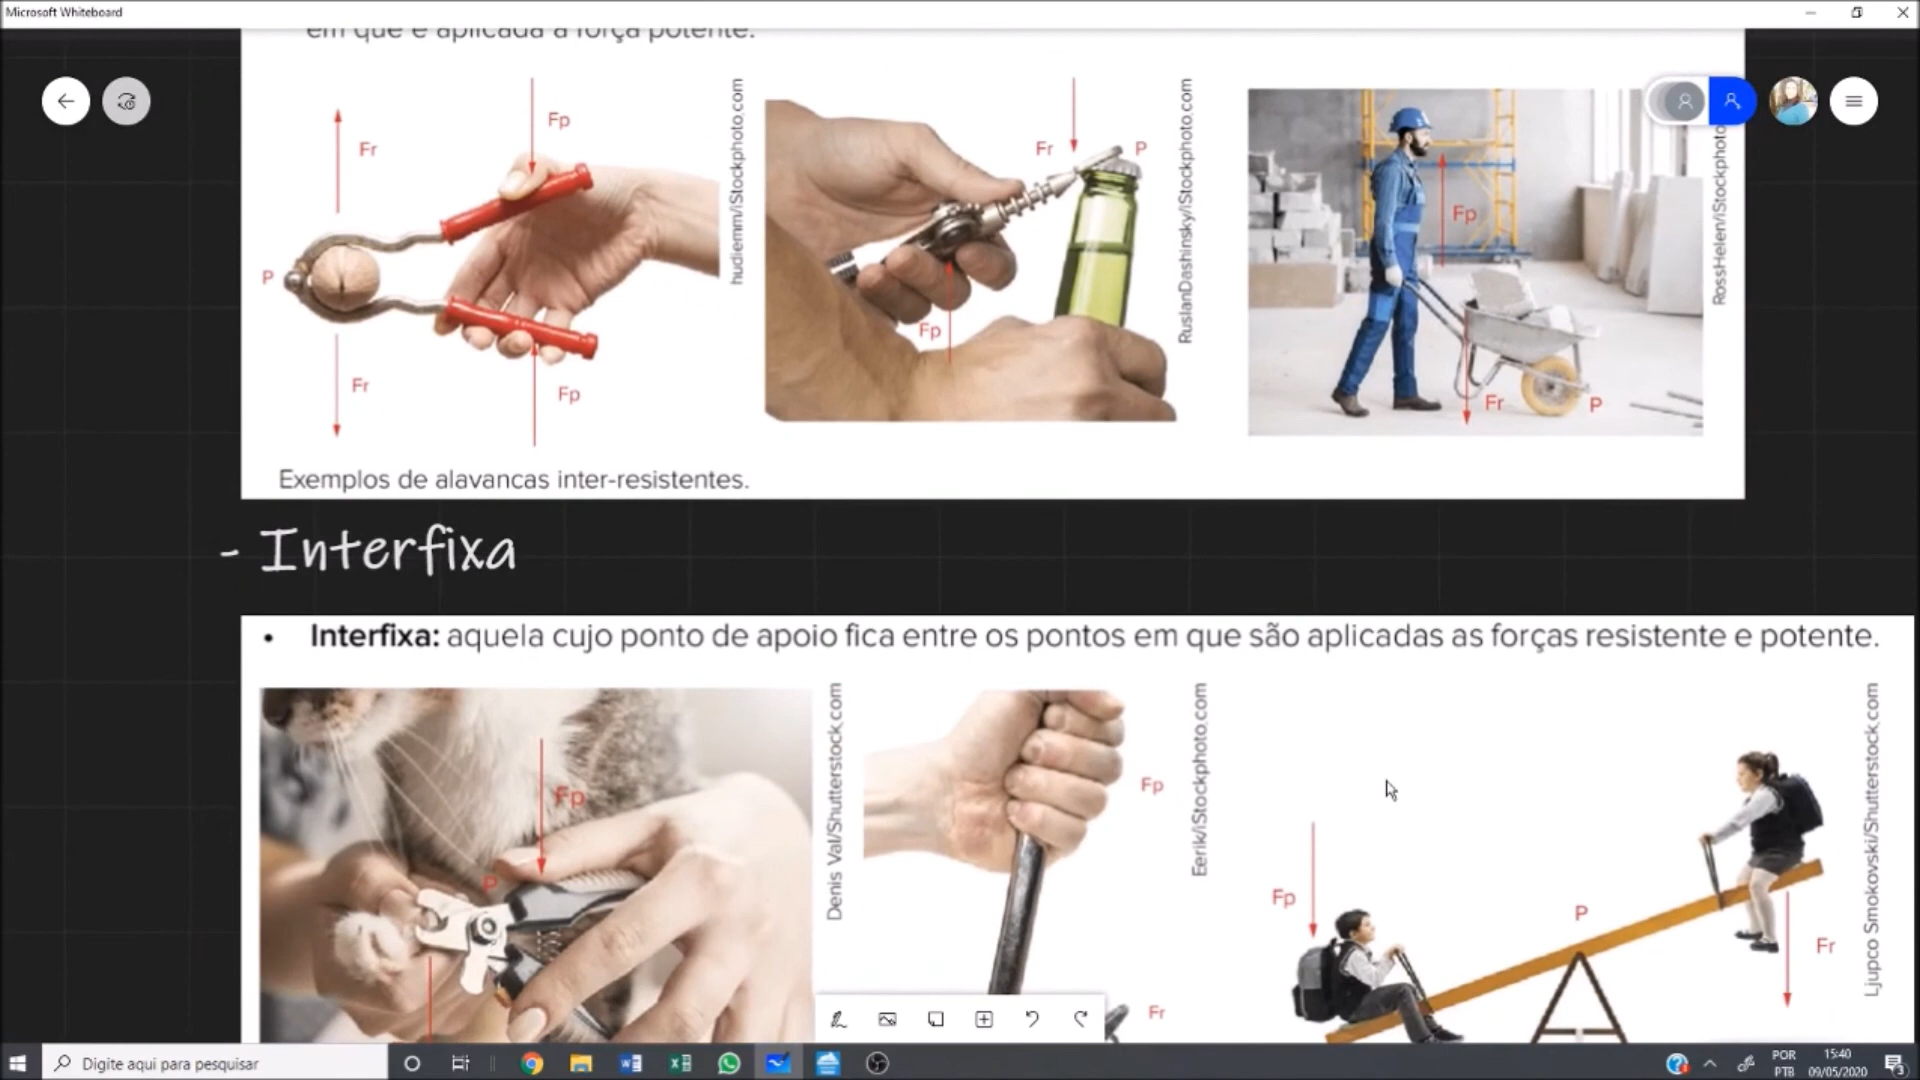 Microsoft Whiteboard
em que é aplicada a força potente.
Fr
Fp
P
Fr
Fp
hudiemm/iStockphoto.com
Fr
P
Fp
RuslanDashinsky/iStockphoto.com
Fp
Fr
P
RossHelen/iStockphoto
Exemplos de alavancas inter-resistentes.
- Interfixa
• Interfixa: aquela cujo ponto de apoio fica entre os pontos em que são aplicadas as forças resistente e potente.
Fp
P
Denis Val/Shutterstock.com
Fp
Fr
Eerik/iStockphoto.com
Fp
P
Fr
Ljupco Smokovski/Shutterstock.com
Digite aqui para pesquisar
POR
PTB
15:40
09/05/2020
3